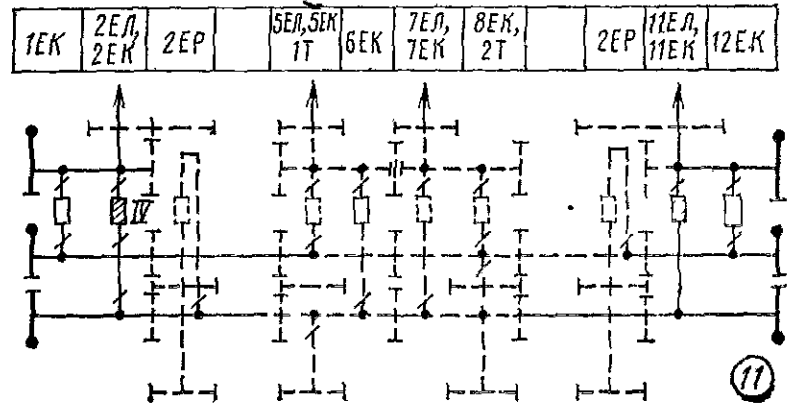 1ЕК
2ЕЛ,
2ЕК
2ЕР
5ЕЛ,5ЕК
1Т
6ЕК
7ЕЛ,
7ЕК
8ЕК,
2Т
2ЕР
11ЕЛ,
11ЕК
12ЕК
IV
11